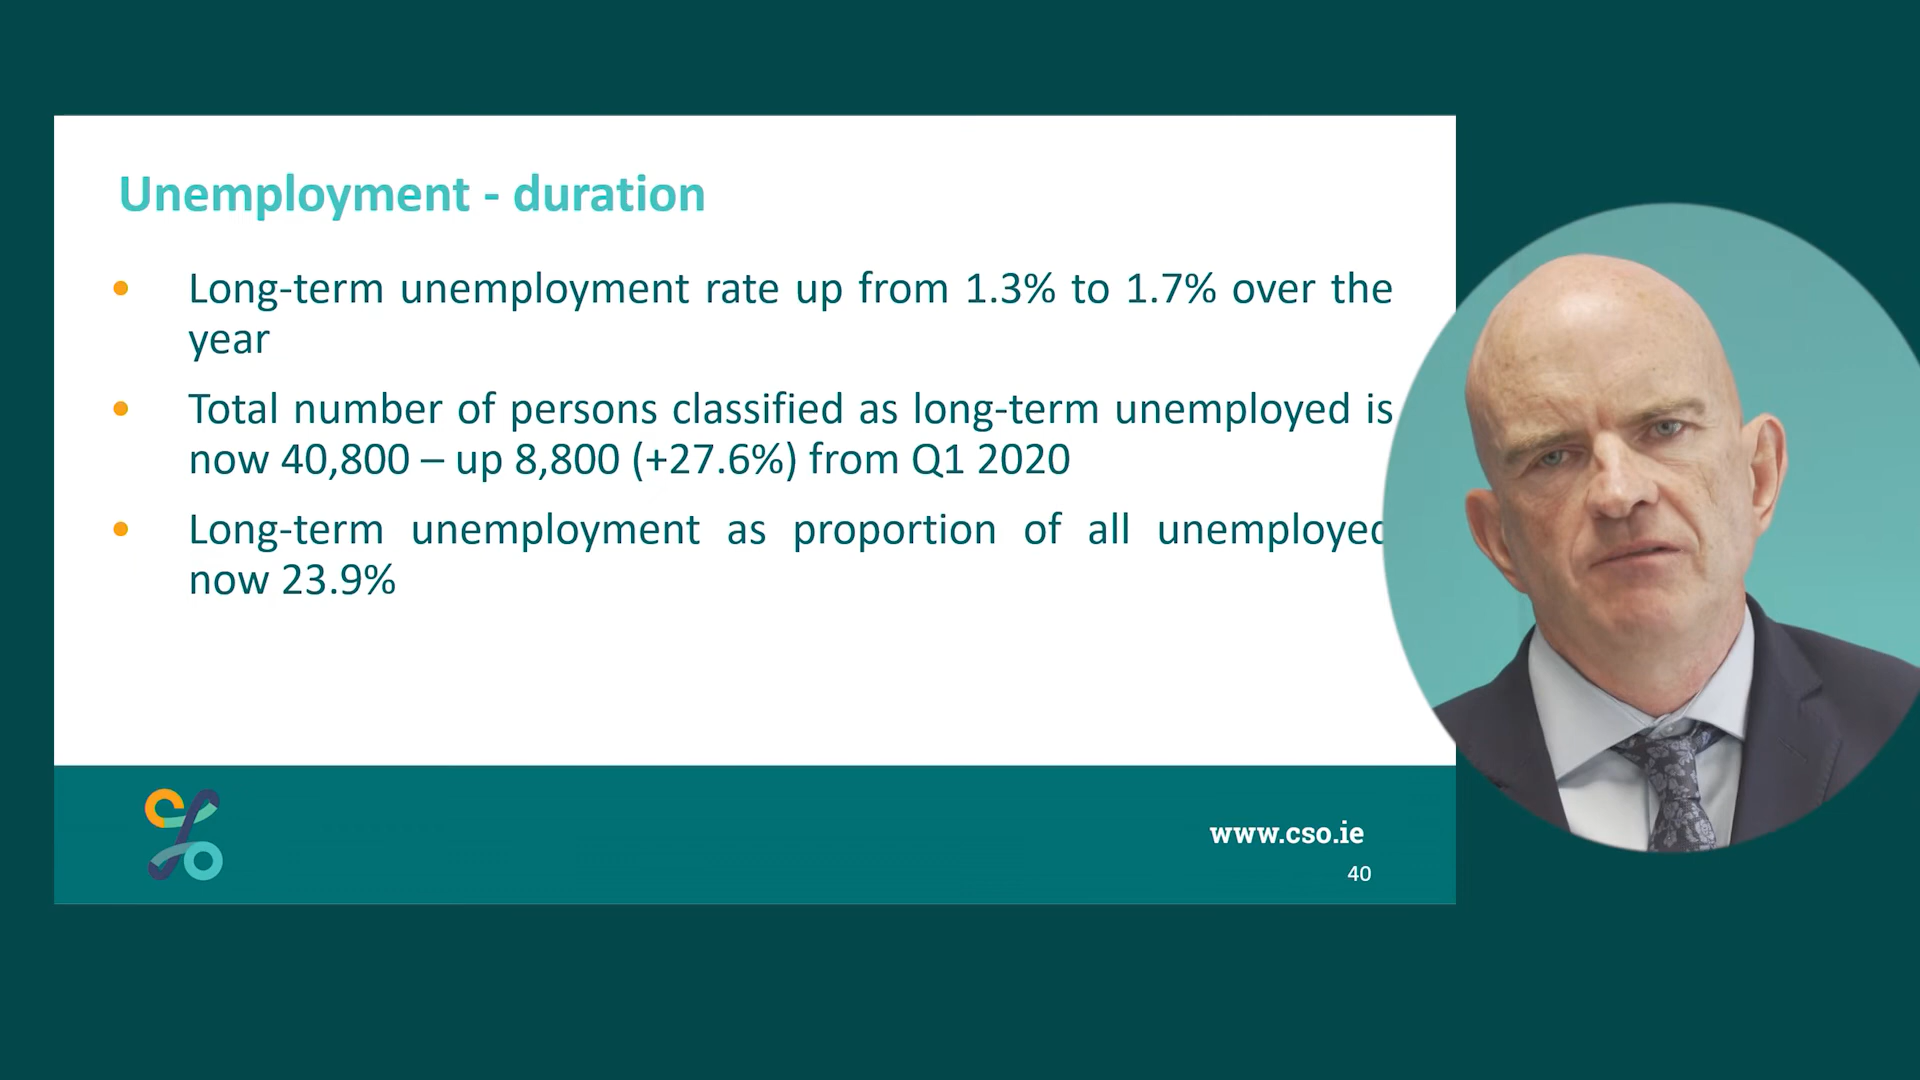 Unemployment - duration
• Long-term unemployment rate up from 1.3% to 1.7% over the
year
• Total number of persons classified as long-term unemployed is
now 40,800 – up 8,800 (+27.6%) from Q1 2020
• Long-term unemployment as proportion of all unemployed
now 23.9%
www.cso.ie
40